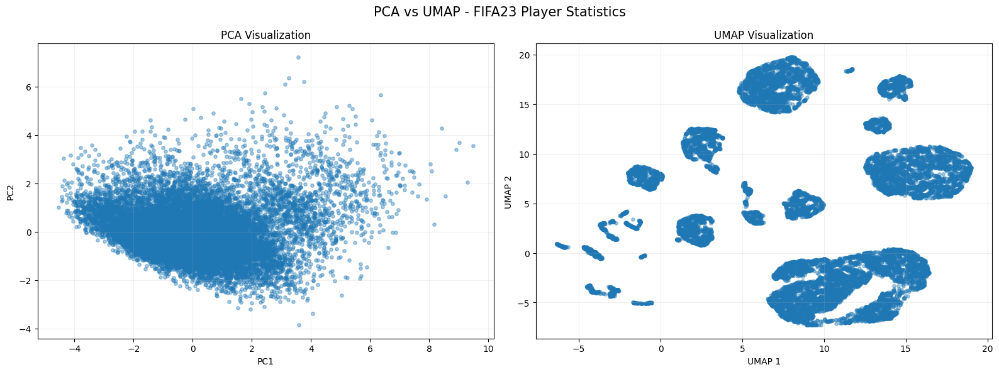 PCA vs UMAP - FIFA23 Player Statistics
PCA Visualization
6
4
2
0
−2
−4
PC2
−4 −2 0 2 4 6 8 10
PC1
UMAP Visualization
20
15
10
5
0
−5
UMAP 2
−5 0 5 10 15 20
UMAP 1